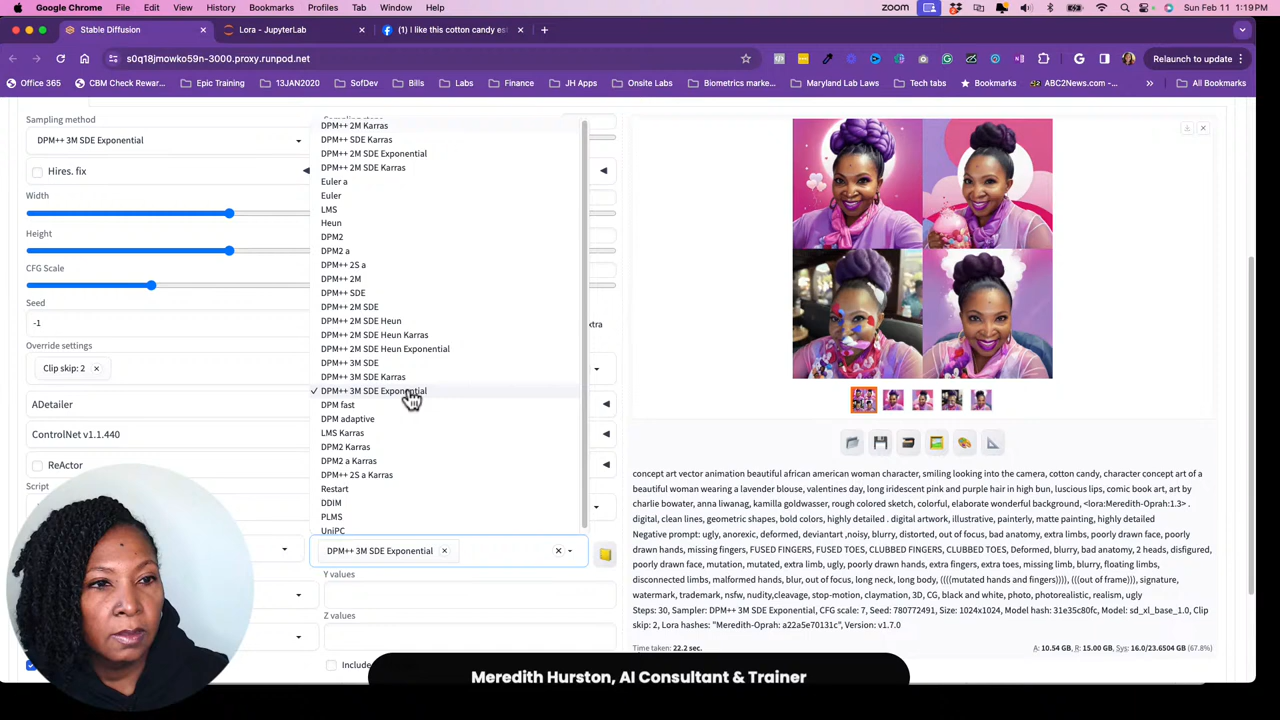 Google Chrome File Edit View History Bookmarks Profiles Tab Window Help
zoom Sun Feb 11 1:19 PM
Stable Diffusion
Lora - JupyterLab
(1) I like this cotton candy est
s0q18jmowko59n-3000.proxy.runpod.net
Relaunch to update
Office 365
CBM Check Rewar...
Epic Training
13JAN2020
SofDev
Bills
Labs
Finance
JH Apps
Onsite Labs
Biometrics marke...
Maryland Lab Laws
Tech tabs
Bookmarks
ABC2News.com -...
All Bookmarks
Sampling method
DPM++ 3M SDE Exponential
Hires. fix
Width
Height
CFG Scale
Seed
-1
Override settings
Clip skip: 2
ADetailer
ControlNet v1.1.440
ReActor
Script
DPM++ 2M Karras
DPM++ SDE Karras
DPM++ 2M SDE Exponential
DPM++ 2M SDE Karras
Euler a
Euler
LMS
Heun
DPM2
DPM2 a
DPM++ 2S a
DPM++ 2M
DPM++ SDE
DPM++ 2M SDE
DPM++ 2M SDE Heun
DPM++ 2M SDE Heun Karras
DPM++ 2M SDE Heun Exponential
DPM++ 3M SDE
DPM++ 3M SDE Karras
DPM++ 3M SDE Exponential
DPM fast
DPM adaptive
LMS Karras
DPM2 Karras
DPM2 a Karras
DPM++ 2S a Karras
Restart
DDIM
PLMS
UniPC
DPM++ 3M SDE Exponential
Y values
Z values
Include
concept art vector animation beautiful african american woman character, smiling looking into the camera, cotton candy, character concept art of a
beautiful woman wearing a lavender blouse, valentines day, long iridescent pink and purple hair in high bun, luscious lips, comic book art, art by
charlie bowater, anna liwanag, kamilla goldwasser, rough colored sketch, colorful, elaborate wonderful background, <lora:Meredith-Oprah:1.3> .
digital, clean lines, geometric shapes, bold colors, highly detailed . digital artwork, illustrative, painterly, matte painting, highly detailed
Negative prompt: ugly, anorexic, deformed, deviantart ,noisy, blurry, distorted, out of focus, bad anatomy, extra limbs, poorly drawn face, poorly
drawn hands, missing fingers, FUSED FINGERS, FUSED TOES, CLUBBED FINGERS, CLUBBED TOES, Deformed, blurry, bad anatomy, 2 heads, disfigured,
poorly drawn face, mutation, mutated, extra limb, ugly, poorly drawn hands, extra fingers, extra toes, missing limb, blurry, floating limbs,
disconnected limbs, malformed hands, blur, out of focus, long neck, long body, ((((mutated hands and fingers)))), (((out of frame))), signature,
watermark, trademark, nsfw, nudity,cleavage, stop-motion, claymation, 3D, CG, black and white, photo, photorealistic, realism, ugly
Steps: 30, Sampler: DPM++ 3M SDE Exponential, CFG scale: 7, Seed: 780772491, Size: 1024x1024, Model hash: 31e35c80fc, Model: sd_xl_base_1.0, Clip
skip: 2, Lora hashes: "Meredith-Oprah: a22a5e70131c", Version: v1.7.0
Time taken: 22.2 sec.
A: 10.54 GB, R: 15.00 GB, Sys: 16.0/23.6504 GB (67.8%)
Meredith Hurston, AI Consultant & Trainer